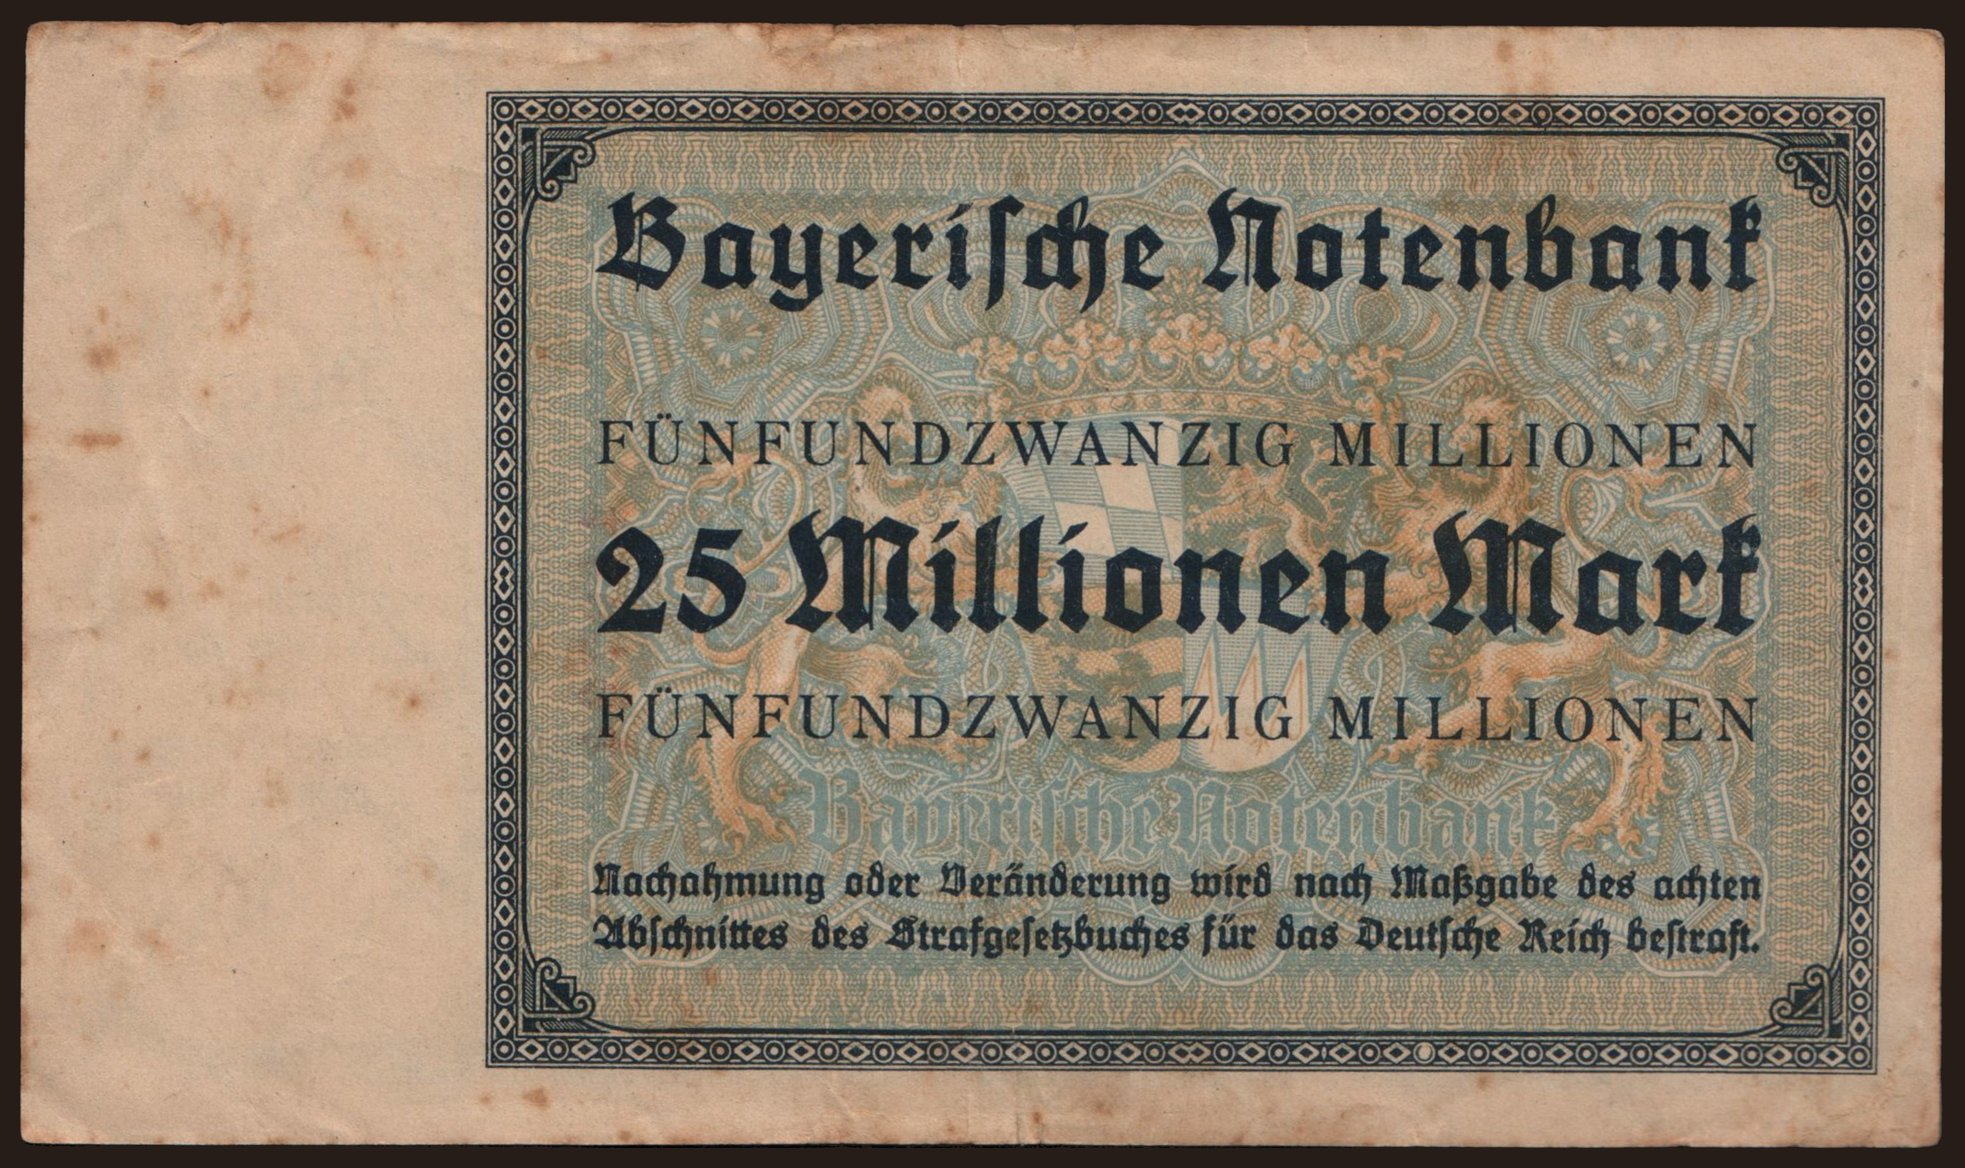 Bayerische Notenbank
FÜNFUNDZWANZIG MILLIONEN
25 Millionen Mark
FÜNFUNDZWANZIG MILLIONEN
Bayerische Notenbank
Nachahmung oder Veränderung wird nach Maßgabe des achten
Abschnittes des Strafgesetzbuches für das Deutsche Reich bestraft.